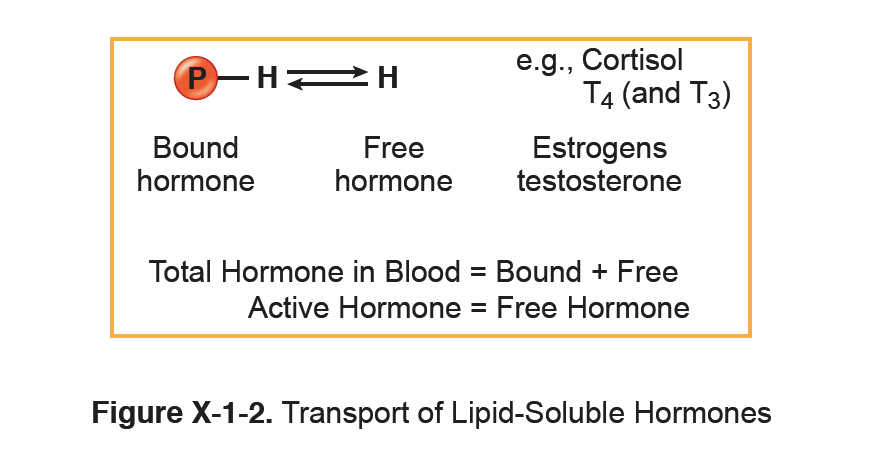 P H H
e.g., Cortisol
T4 (and T3)
Bound
hormone
Free
hormone
Estrogens
testosterone
Total Hormone in Blood = Bound + Free
Active Hormone = Free Hormone
Figure X-1-2. Transport of Lipid-Soluble Hormones